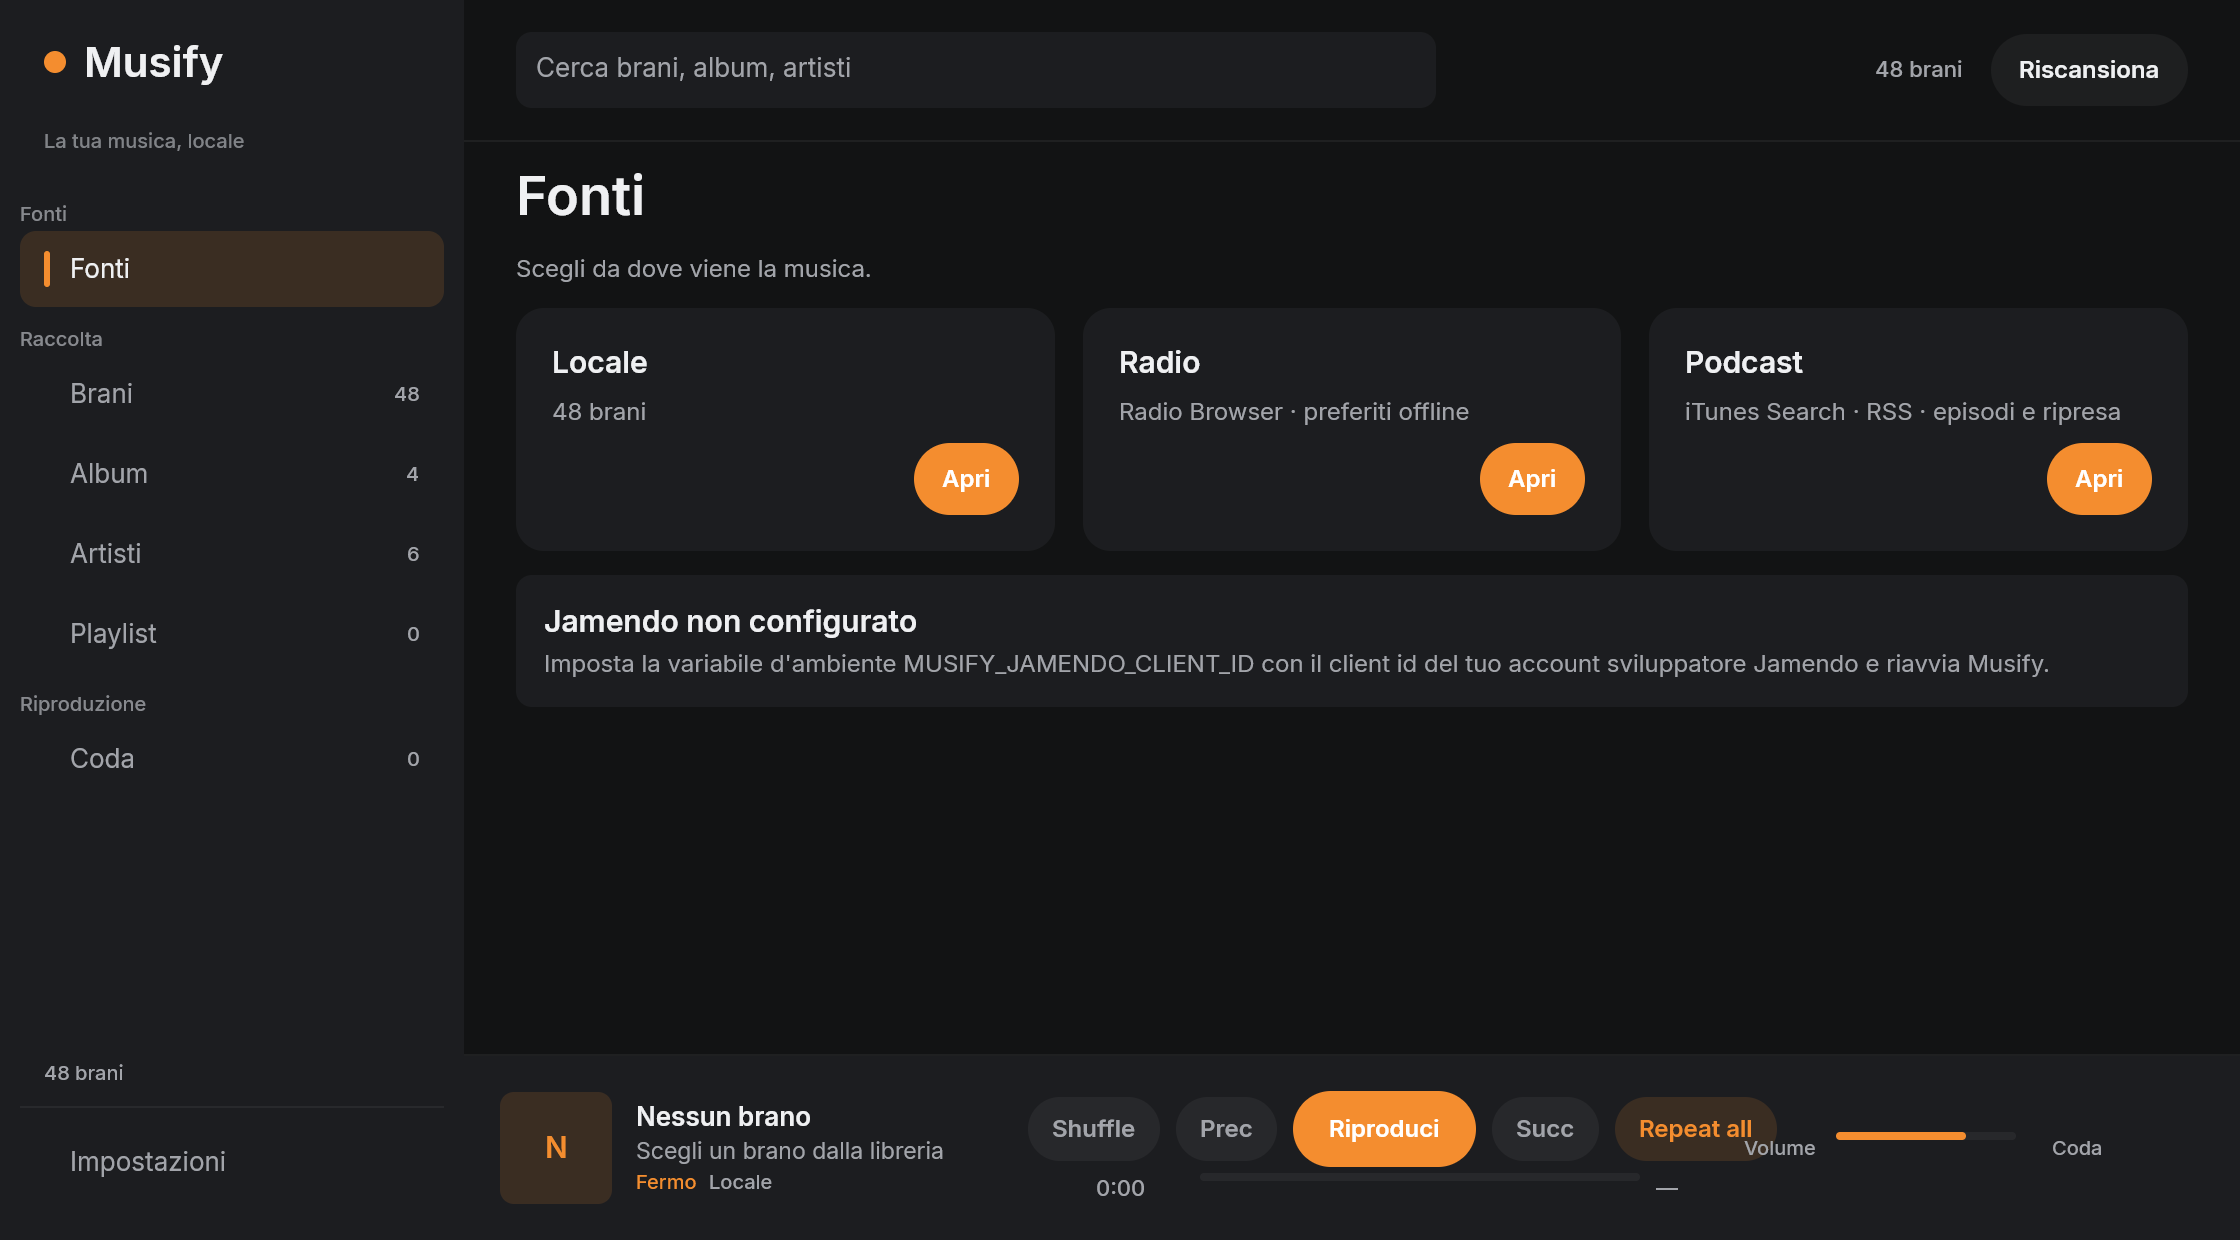 Musify
La tua musica, locale
Fonti
Fonti
Raccolta
Brani 48
Album 4
Artisti 6
Playlist 0
Riproduzione
Coda 0
48 brani
Impostazioni
Cerca brani, album, artisti
48 brani
Riscansiona
Fonti
Scegli da dove viene la musica.
Locale
48 brani
Apri
Radio
Radio Browser · preferiti offline
Apri
Podcast
iTunes Search · RSS · episodi e ripresa
Apri
Jamendo non configurato
Imposta la variabile d'ambiente MUSIFY_JAMENDO_CLIENT_ID con il client id del tuo account sviluppatore Jamendo e riavvia Musify.
N
Nessun brano
Scegli un brano dalla libreria
Fermo Locale
Shuffle
Prec
Riproduci
Succ
Repeat all
0:00
—
Volume
Coda